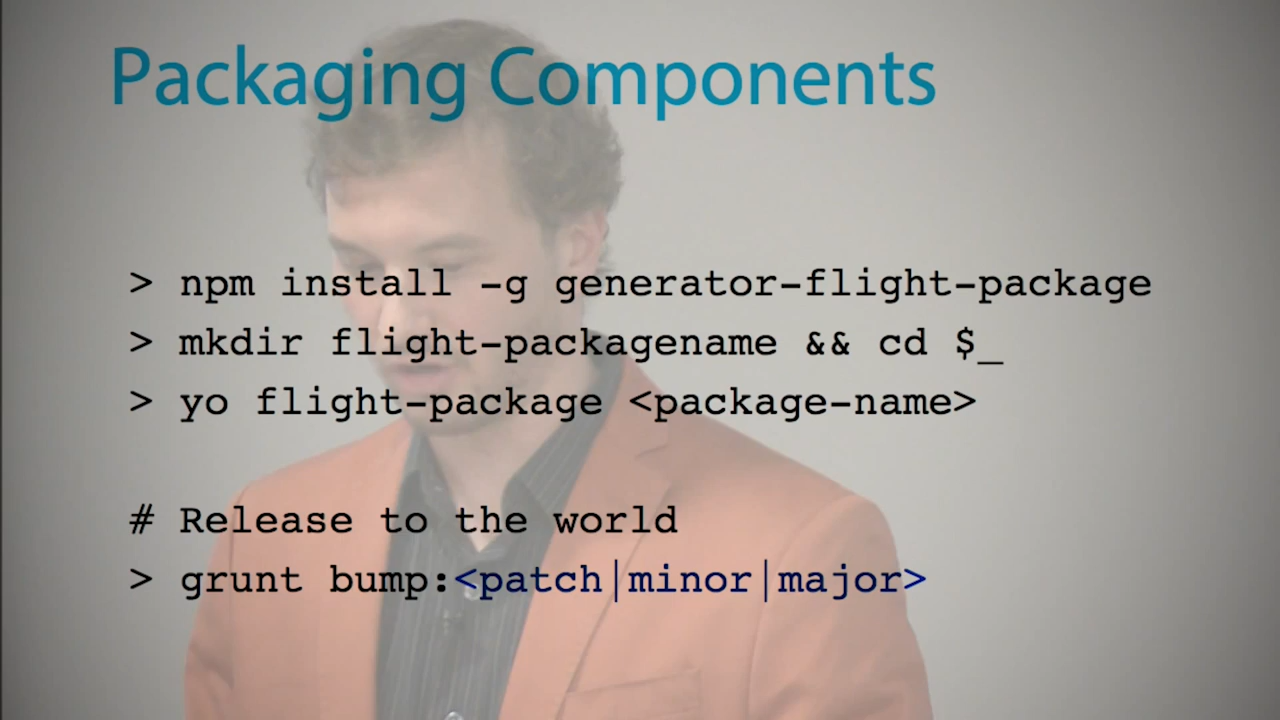 Packaging Components
> npm install -g generator-flight-package
> mkdir flight-packagename && cd $_
> yo flight-package <package-name>
# Release to the world
> grunt bump:<patch|minor|major>